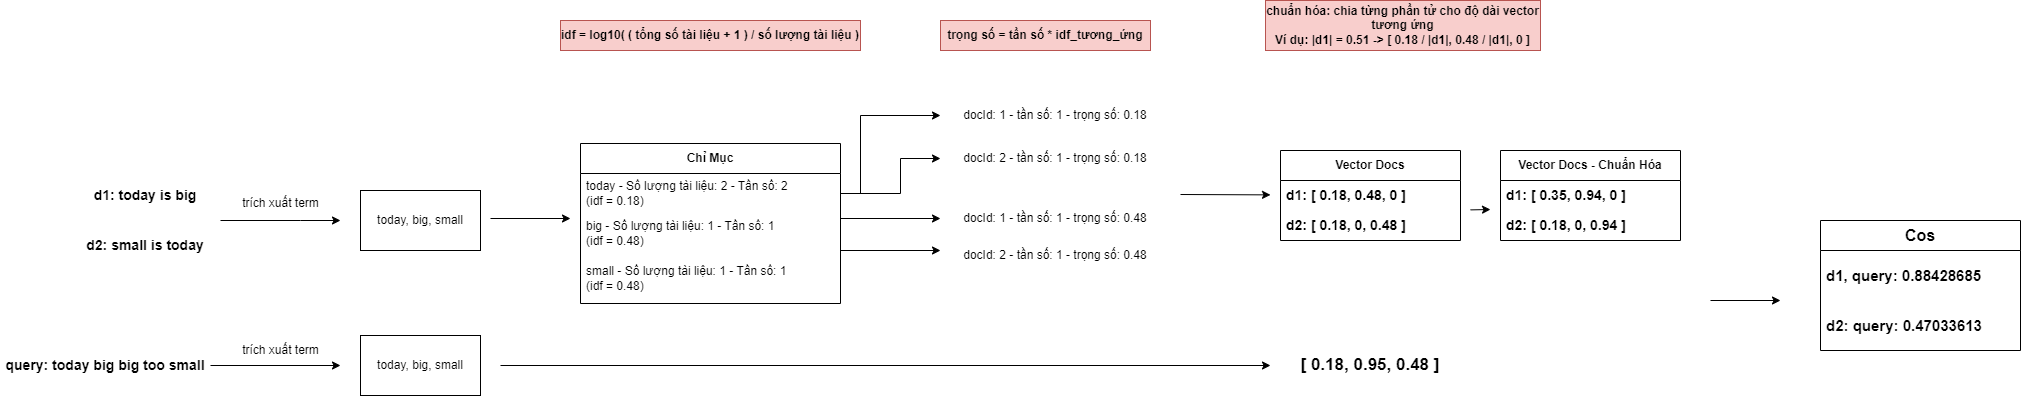 idf = log10( ( tổng số tài liệu + 1 ) / số lượng tài liệu )
trọng số = tần số * idf_tương_ứng
chuẩn hóa: chia từng phần tử cho độ dài vector
tương ứng
Ví dụ: |d1| = 0.51 -> [ 0.18 / |d1|, 0.48 / |d1|, 0 ]
d1: today is big
d2: small is today
trích xuất term
today, big, small
Chỉ Mục
today - Số lượng tài liệu: 2 - Tần số: 2
(idf = 0.18)
big - Số lượng tài liệu: 1 - Tần số: 1
(idf = 0.48)
small - Số lượng tài liệu: 1 - Tần số: 1
(idf = 0.48)
docId: 1 - tần số: 1 - trọng số: 0.18
docId: 2 - tần số: 1 - trọng số: 0.18
docId: 1 - tần số: 1 - trọng số: 0.48
docId: 2 - tần số: 1 - trọng số: 0.48
Vector Docs
d1: [ 0.18, 0.48, 0 ]
d2: [ 0.18, 0, 0.48 ]
Vector Docs - Chuẩn Hóa
d1: [ 0.35, 0.94, 0 ]
d2: [ 0.18, 0, 0.94 ]
Cos
d1, query: 0.88428685
d2: query: 0.47033613
query: today big big too small
trích xuất term
today, big, small
[ 0.18, 0.95, 0.48 ]